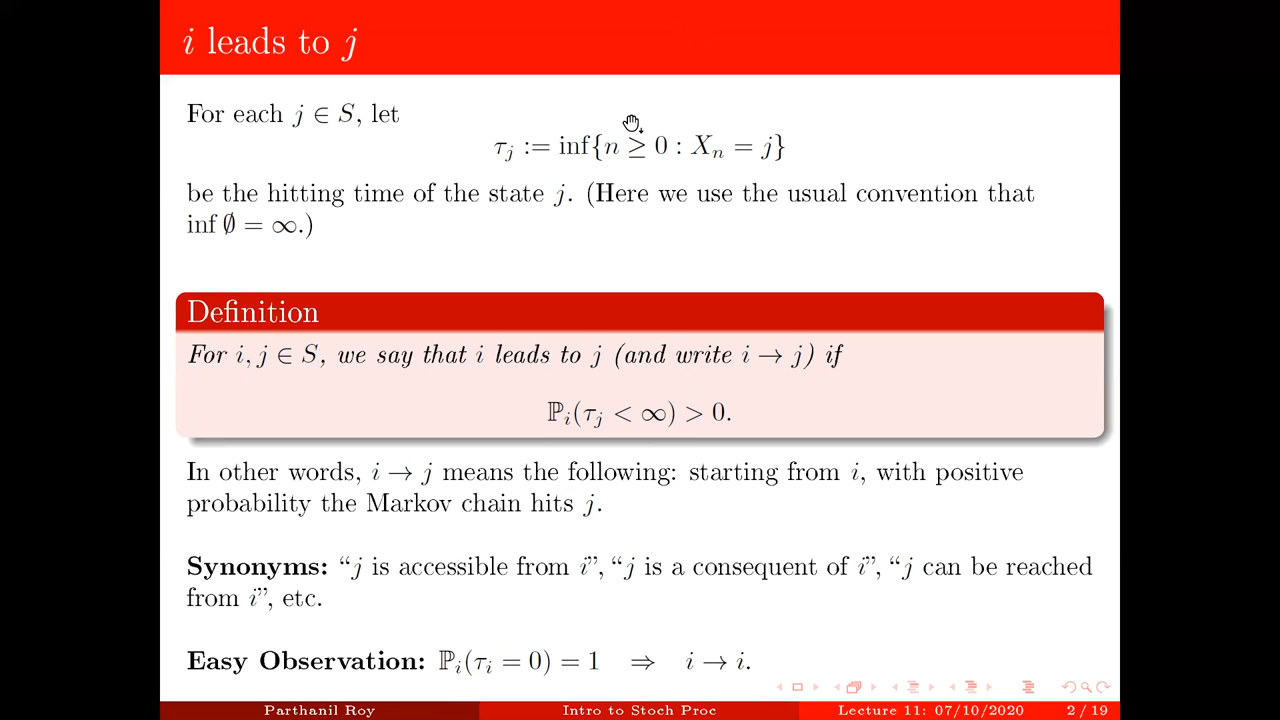 i leads to j
For each j ∈ S, let
τ_j := inf{n ≥ 0 : X_n = j}
be the hitting time of the state j. (Here we use the usual convention that
inf ∅ = ∞.)
Definition
For i, j ∈ S, we say that i leads to j (and write i → j) if
ℙ_i(τ_j < ∞) > 0.
In other words, i → j means the following: starting from i, with positive
probability the Markov chain hits j.
Synonyms: “j is accessible from i”, “j is a consequent of i”, “j can be reached
from i”, etc.
Easy Observation: ℙ_i(τ_i = 0) = 1 ⇒ i → i.
Parthanil Roy Intro to Stoch Proc Lecture 11: 07/10/2020 2 / 19